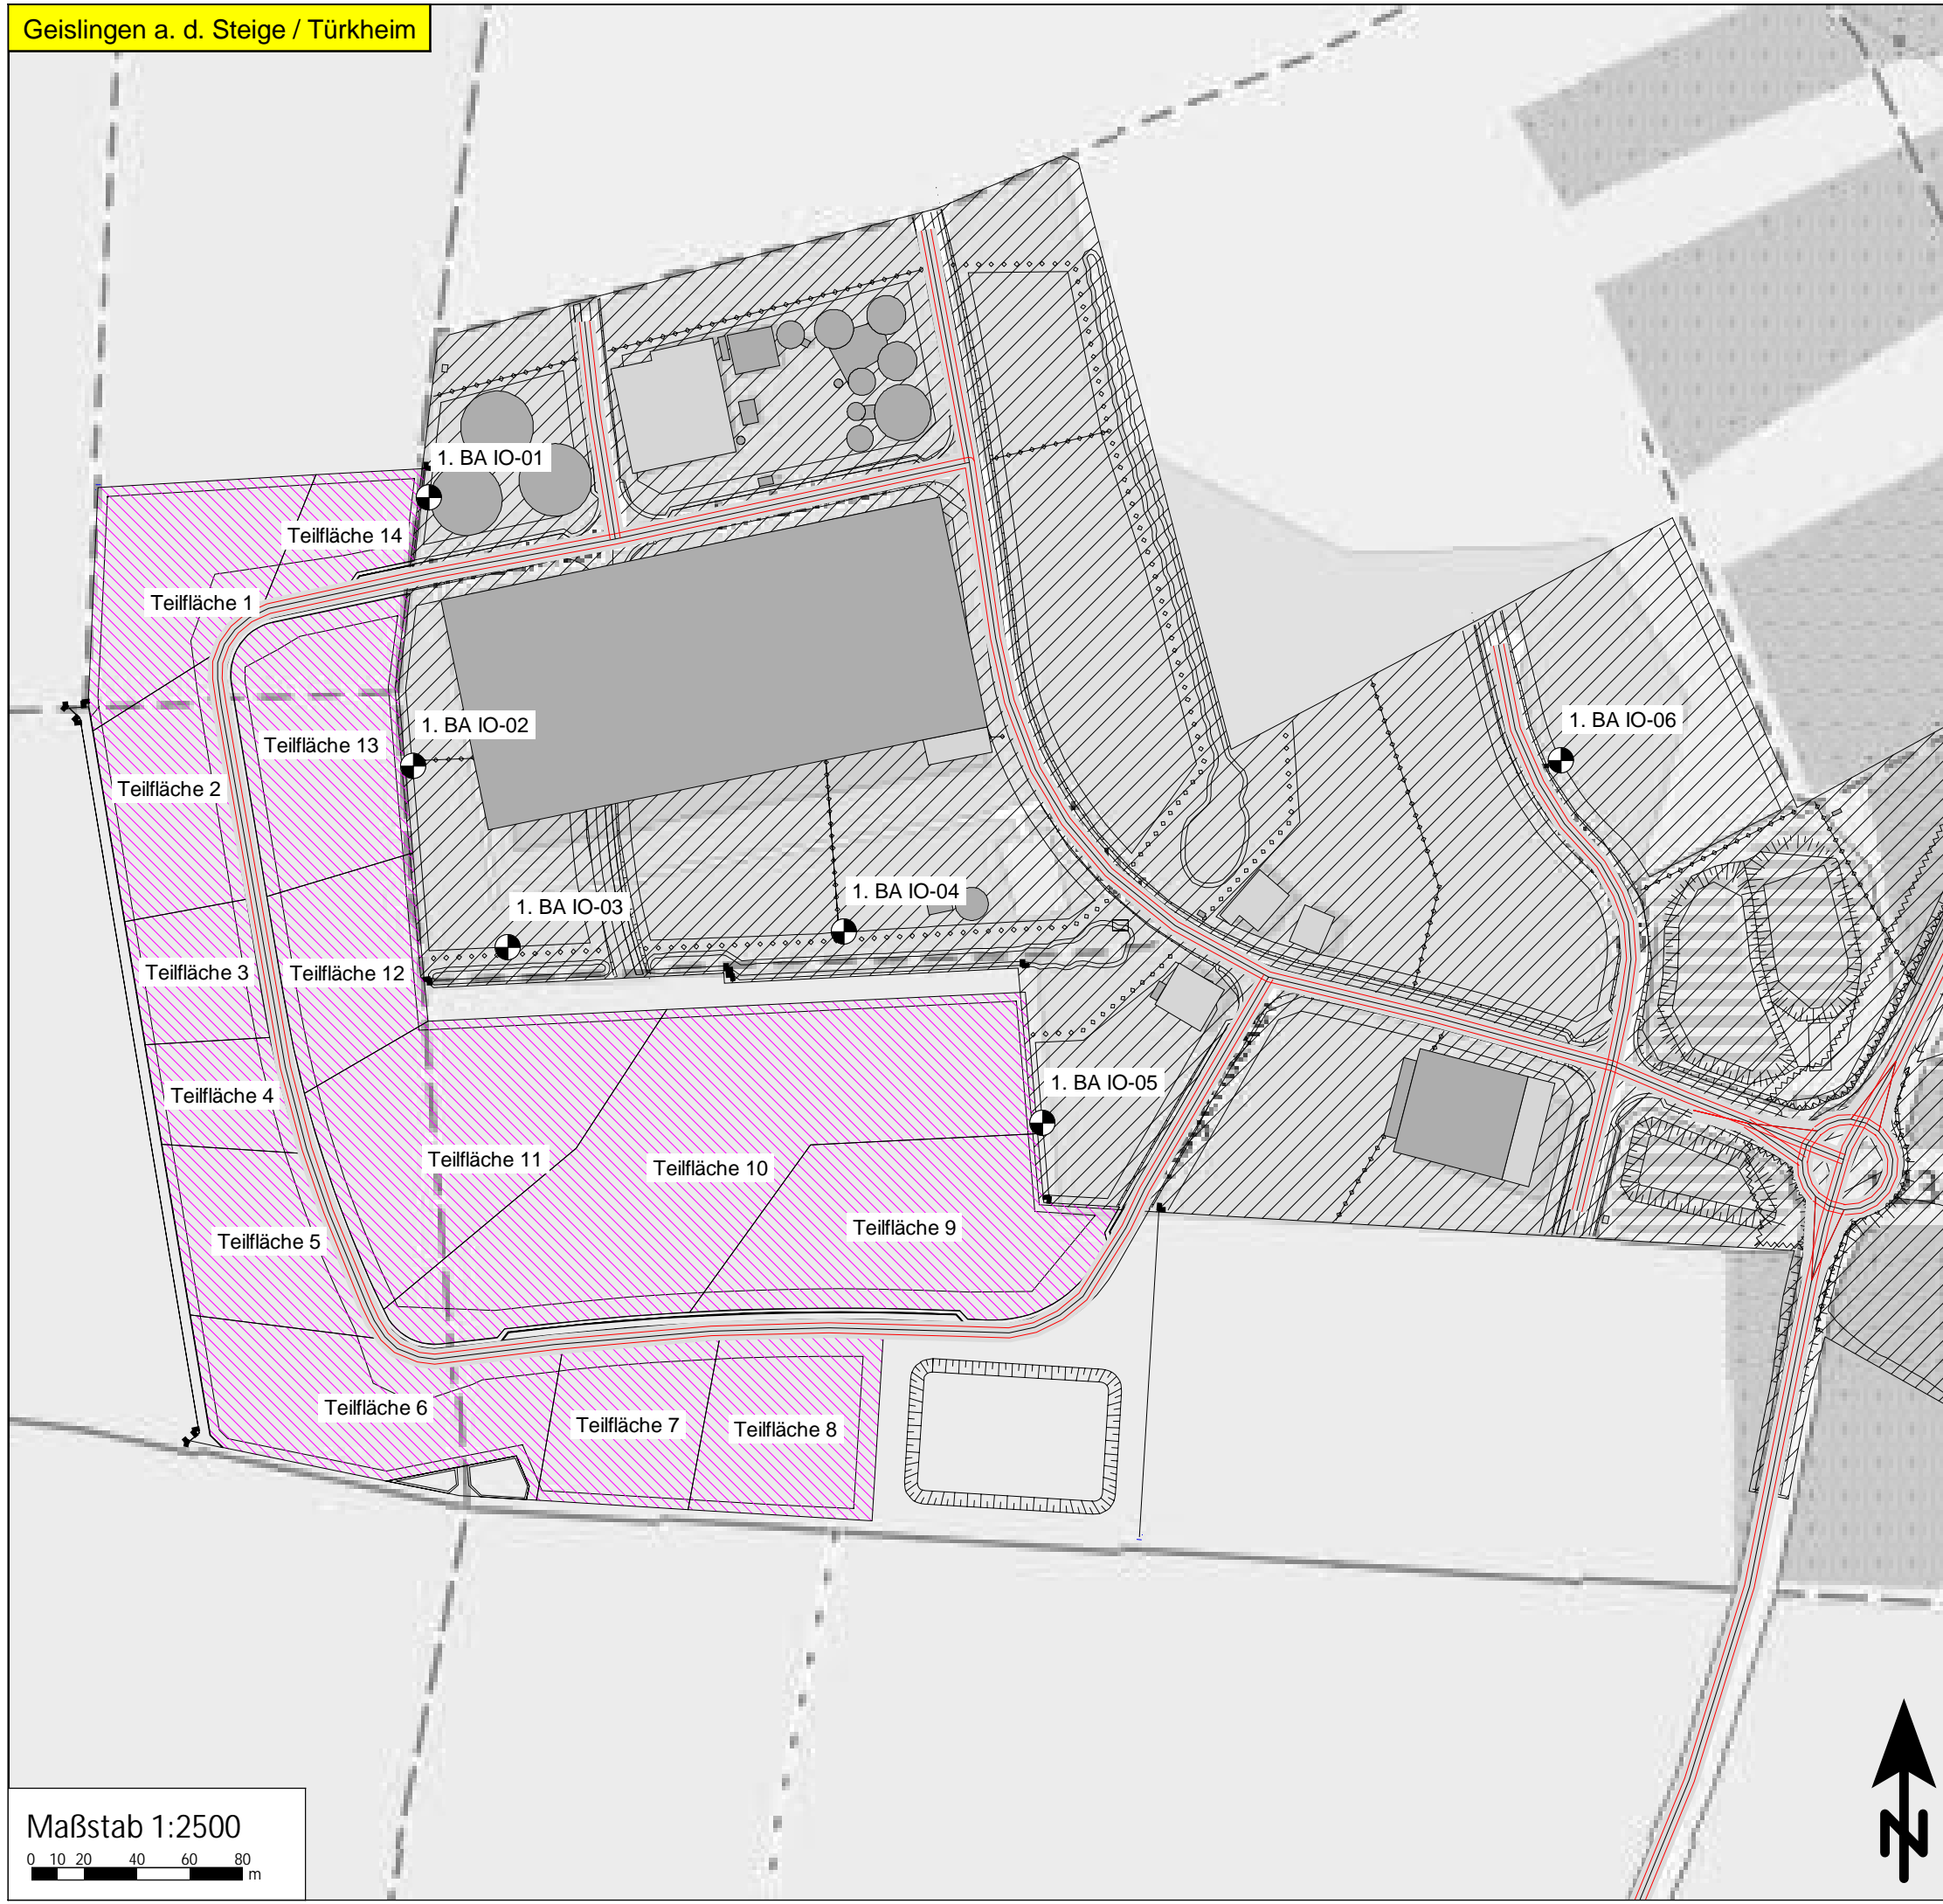 Geislingen a. d. Steige / Türkheim
1. BA IO-01
Teilfläche 14
Teilfläche 1
1. BA IO-02
1. BA IO-06
Teilfläche 13
Teilfläche 2
1. BA IO-04
1. BA IO-03
Teilfläche 3
Teilfläche 12
1. BA IO-05
Teilfläche 4
Teilfläche 11
Teilfläche 10
Teilfläche 9
Teilfläche 5
Teilfläche 6
Teilfläche 7
Teilfläche 8
Maßstab 1:2500
0 10 20 40 60 80
m
N